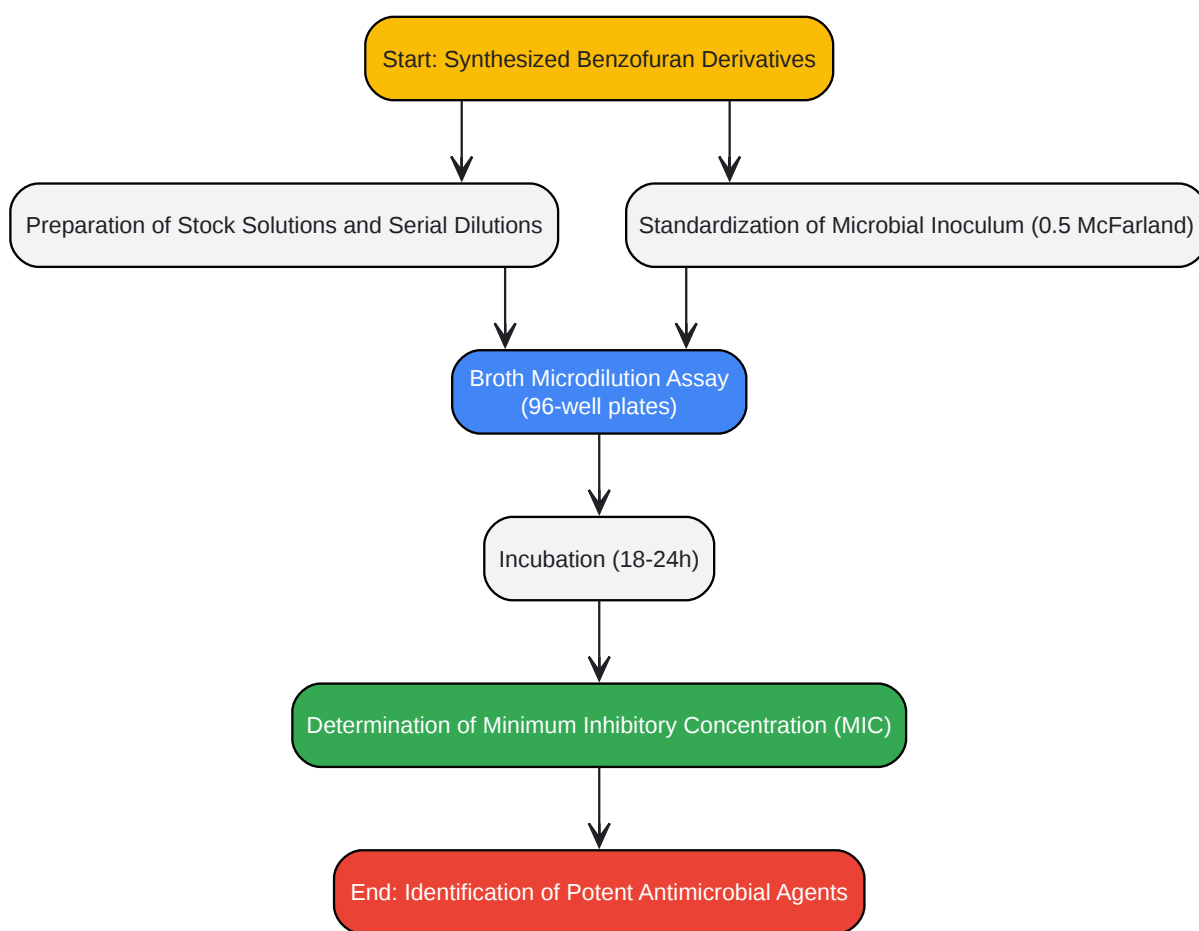 Start: Synthesized Benzofuran Derivatives
Preparation of Stock Solutions and Serial Dilutions
Standardization of Microbial Inoculum (0.5 McFarland)
Broth Microdilution Assay
(96-well plates)
Incubation (18-24h)
Determination of Minimum Inhibitory Concentration (MIC)
End: Identification of Potent Antimicrobial Agents